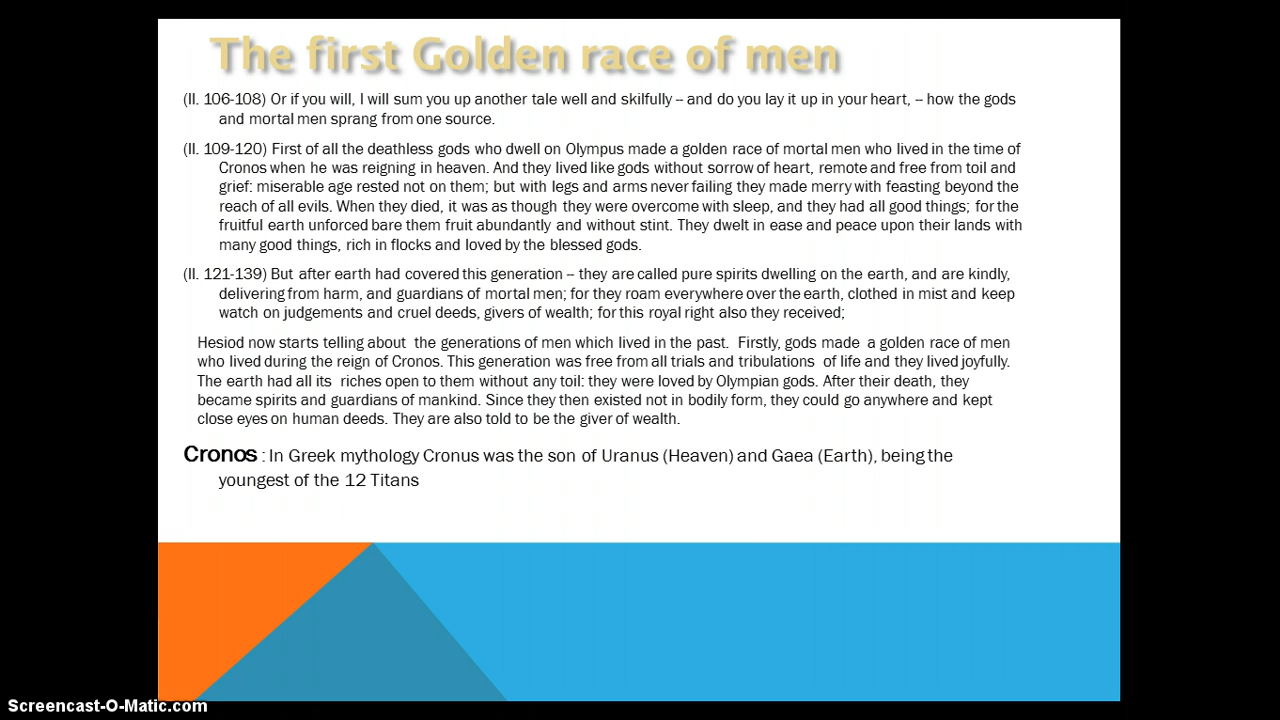 The first Golden race of men
(ll. 106-108) Or if you will, I will sum you up another tale well and skilfully -- and do you lay it up in your heart, -- how the gods
and mortal men sprang from one source.
(ll. 109-120) First of all the deathless gods who dwell on Olympus made a golden race of mortal men who lived in the time of
Cronos when he was reigning in heaven. And they lived like gods without sorrow of heart, remote and free from toil and
grief: miserable age rested not on them; but with legs and arms never failing they made merry with feasting beyond the
reach of all evils. When they died, it was as though they were overcome with sleep, and they had all good things; for the
fruitful earth unforced bare them fruit abundantly and without stint. They dwelt in ease and peace upon their lands with
many good things, rich in flocks and loved by the blessed gods.
(ll. 121-139) But after earth had covered this generation -- they are called pure spirits dwelling on the earth, and are kindly,
delivering from harm, and guardians of mortal men; for they roam everywhere over the earth, clothed in mist and keep
watch on judgements and cruel deeds, givers of wealth; for this royal right also they received;
Hesiod now starts telling about the generations of men which lived in the past. Firstly, gods made a golden race of men
who lived during the reign of Cronos. This generation was free from all trials and tribulations of life and they lived joyfully.
The earth had all its riches open to them without any toil: they were loved by Olympian gods. After their death, they
became spirits and guardians of mankind. Since they then existed not in bodily form, they could go anywhere and kept
close eyes on human deeds. They are also told to be the giver of wealth.
Cronos : In Greek mythology Cronus was the son of Uranus (Heaven) and Gaea (Earth), being the
youngest of the 12 Titans
Screencast-O-Matic.com